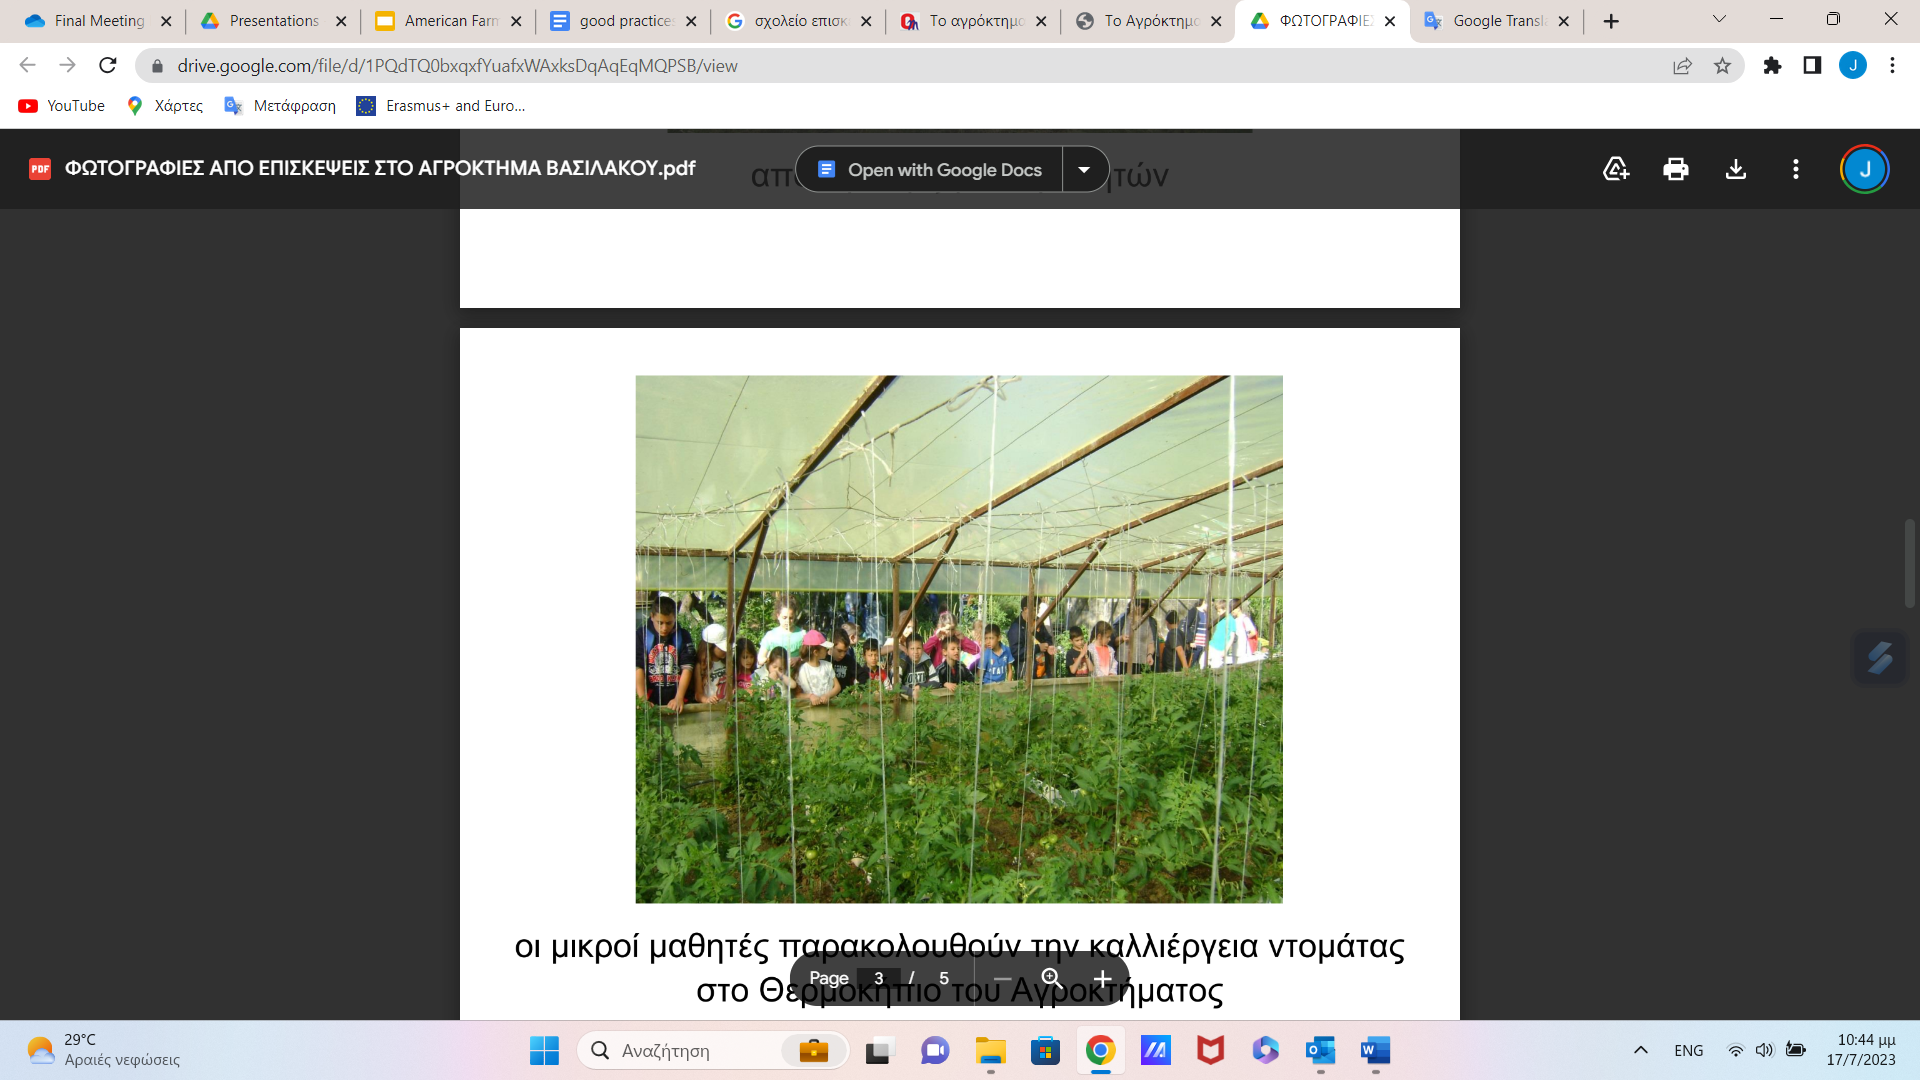 Final Meeting
Presentations
American Farm
good practices
σχολείο επισκ
Το αγρόκτημα
Το Αγρόκτημα
ΦΩΤΟΓΡΑΦΙΕΣ
Google Transla
drive.google.com/file/d/1PQdTQ0bxqxfYuafxWAxksDqAqEqMQPSB/view
J
YouTube
Χάρτες
Μετάφραση
Erasmus+ and Euro...
PDF
ΦΩΤΟΓΡΑΦΙΕΣ ΑΠΟ ΕΠΙΣΚΕΨΕΙΣ ΣΤΟ ΑΓΡΟΚΤΗΜΑ ΒΑΣΙΛΑΚΟΥ.pdf
Open with Google Docs
J
οι μικροί μαθητές παρακολουθούν την καλλιέργεια ντομάτας
στο Θερμοκήπιο του Αγροκτήματος
Page 3 / 5
29°C
Αραιές νεφώσεις
Αναζήτηση
ENG
10:44 μμ
17/7/2023